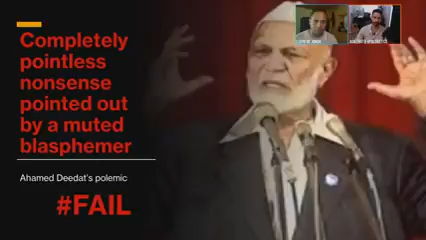 Completely
pointless
nonsense
pointed out
by a muted
blasphemer
Ahamed Deedat's polemic
#FAIL